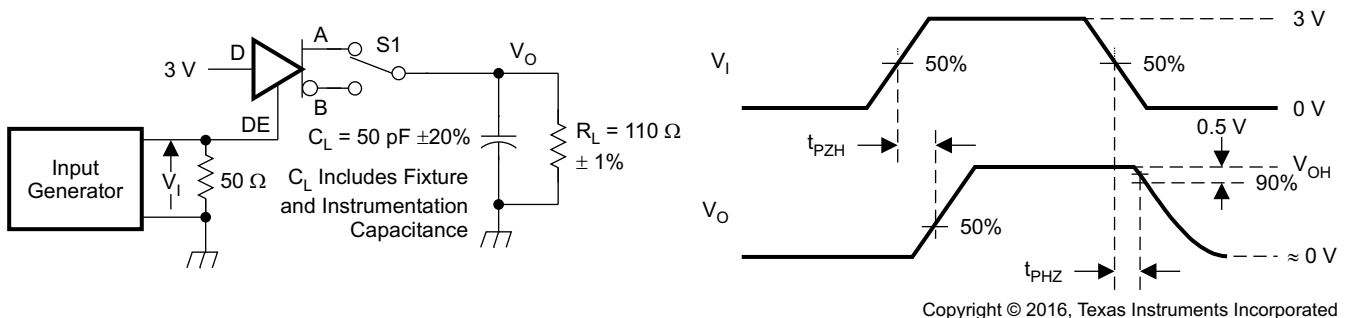 D
3 V
A
S1
B
DE
V_O
C_L = 50 pF ±20%
R_L = 110 Ω
± 1%
Input
Generator
V_I
50 Ω
C_L Includes Fixture
and Instrumentation
Capacitance
3 V
V_I
50%
50%
0 V
0.5 V
t_PZH
V_OH
90%
V_O
50%
≈ 0 V
t_PHZ
Copyright © 2016, Texas Instruments Incorporated